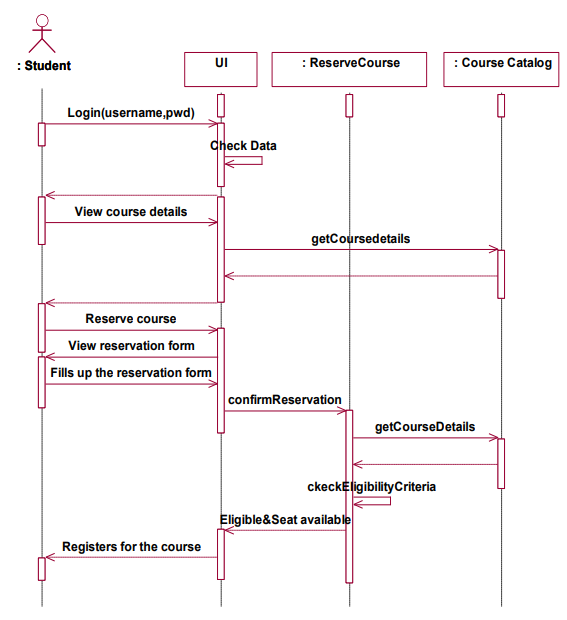 : Student
UI
: ReserveCourse
: Course Catalog
Login(username,pwd)
Check Data
View course details
getCoursedetails
Reserve course
View reservation form
Fills up the reservation form
confirmReservation
getCourseDetails
ckeckEligibilityCriteria
Eligible&Seat available
Registers for the course